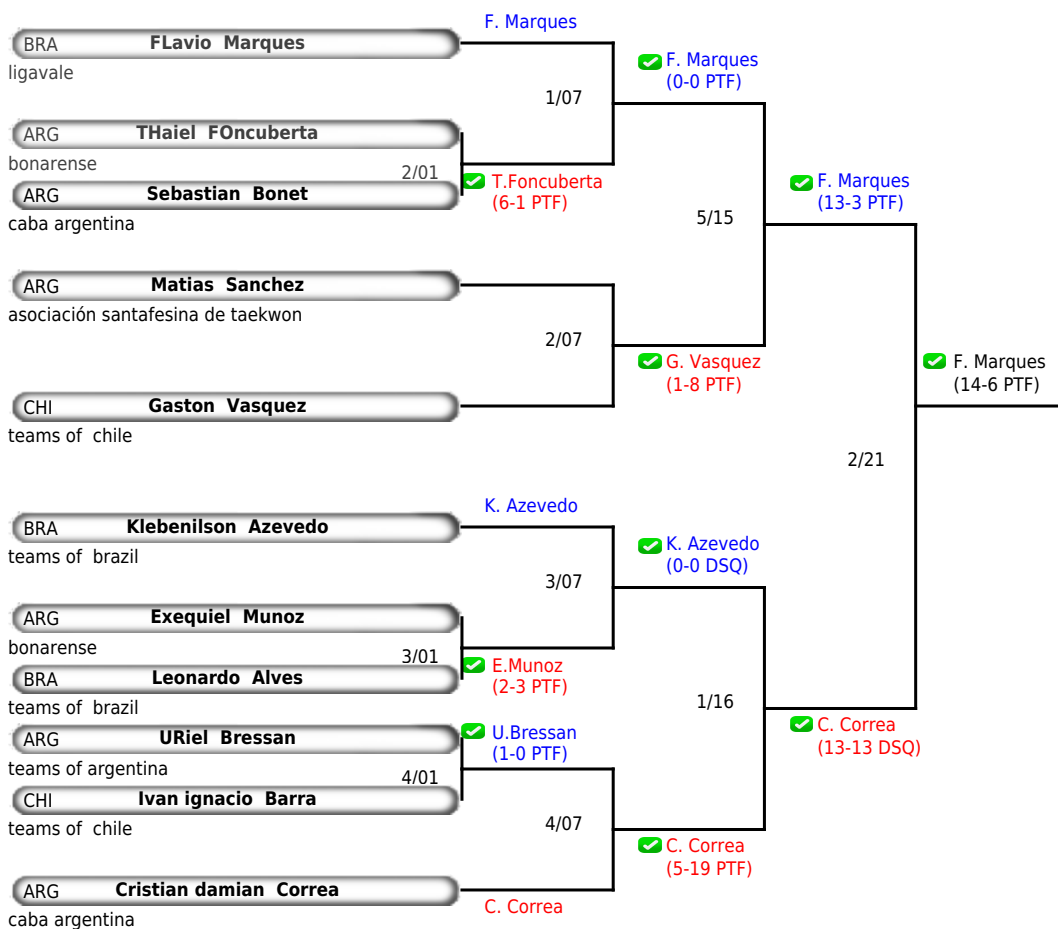 F. Marques
BRA FLavio Marques
ligavale
F. Marques
(0-0 PTF)
1/07
ARG THaiel FOncuberta
bonarense
2/01
T.Foncuberta
(6-1 PTF)
ARG Sebastian Bonet
caba argentina
F. Marques
(13-3 PTF)
5/15
ARG Matias Sanchez
asociación santafesina de taekwon
2/07
G. Vasquez
(1-8 PTF)
F. Marques
(14-6 PTF)
CHI Gaston Vasquez
teams of chile
2/21
K. Azevedo
BRA Klebenilson Azevedo
teams of brazil
K. Azevedo
(0-0 DSQ)
3/07
ARG Exequiel Munoz
bonarense
3/01
E.Munoz
(2-3 PTF)
BRA Leonardo Alves
teams of brazil
1/16
U.Bressan
(1-0 PTF)
ARG URiel Bressan
teams of argentina
C. Correa
(13-13 DSQ)
4/01
CHI Ivan ignacio Barra
teams of chile
4/07
C. Correa
(5-19 PTF)
ARG Cristian damian Correa
C. Correa
caba argentina